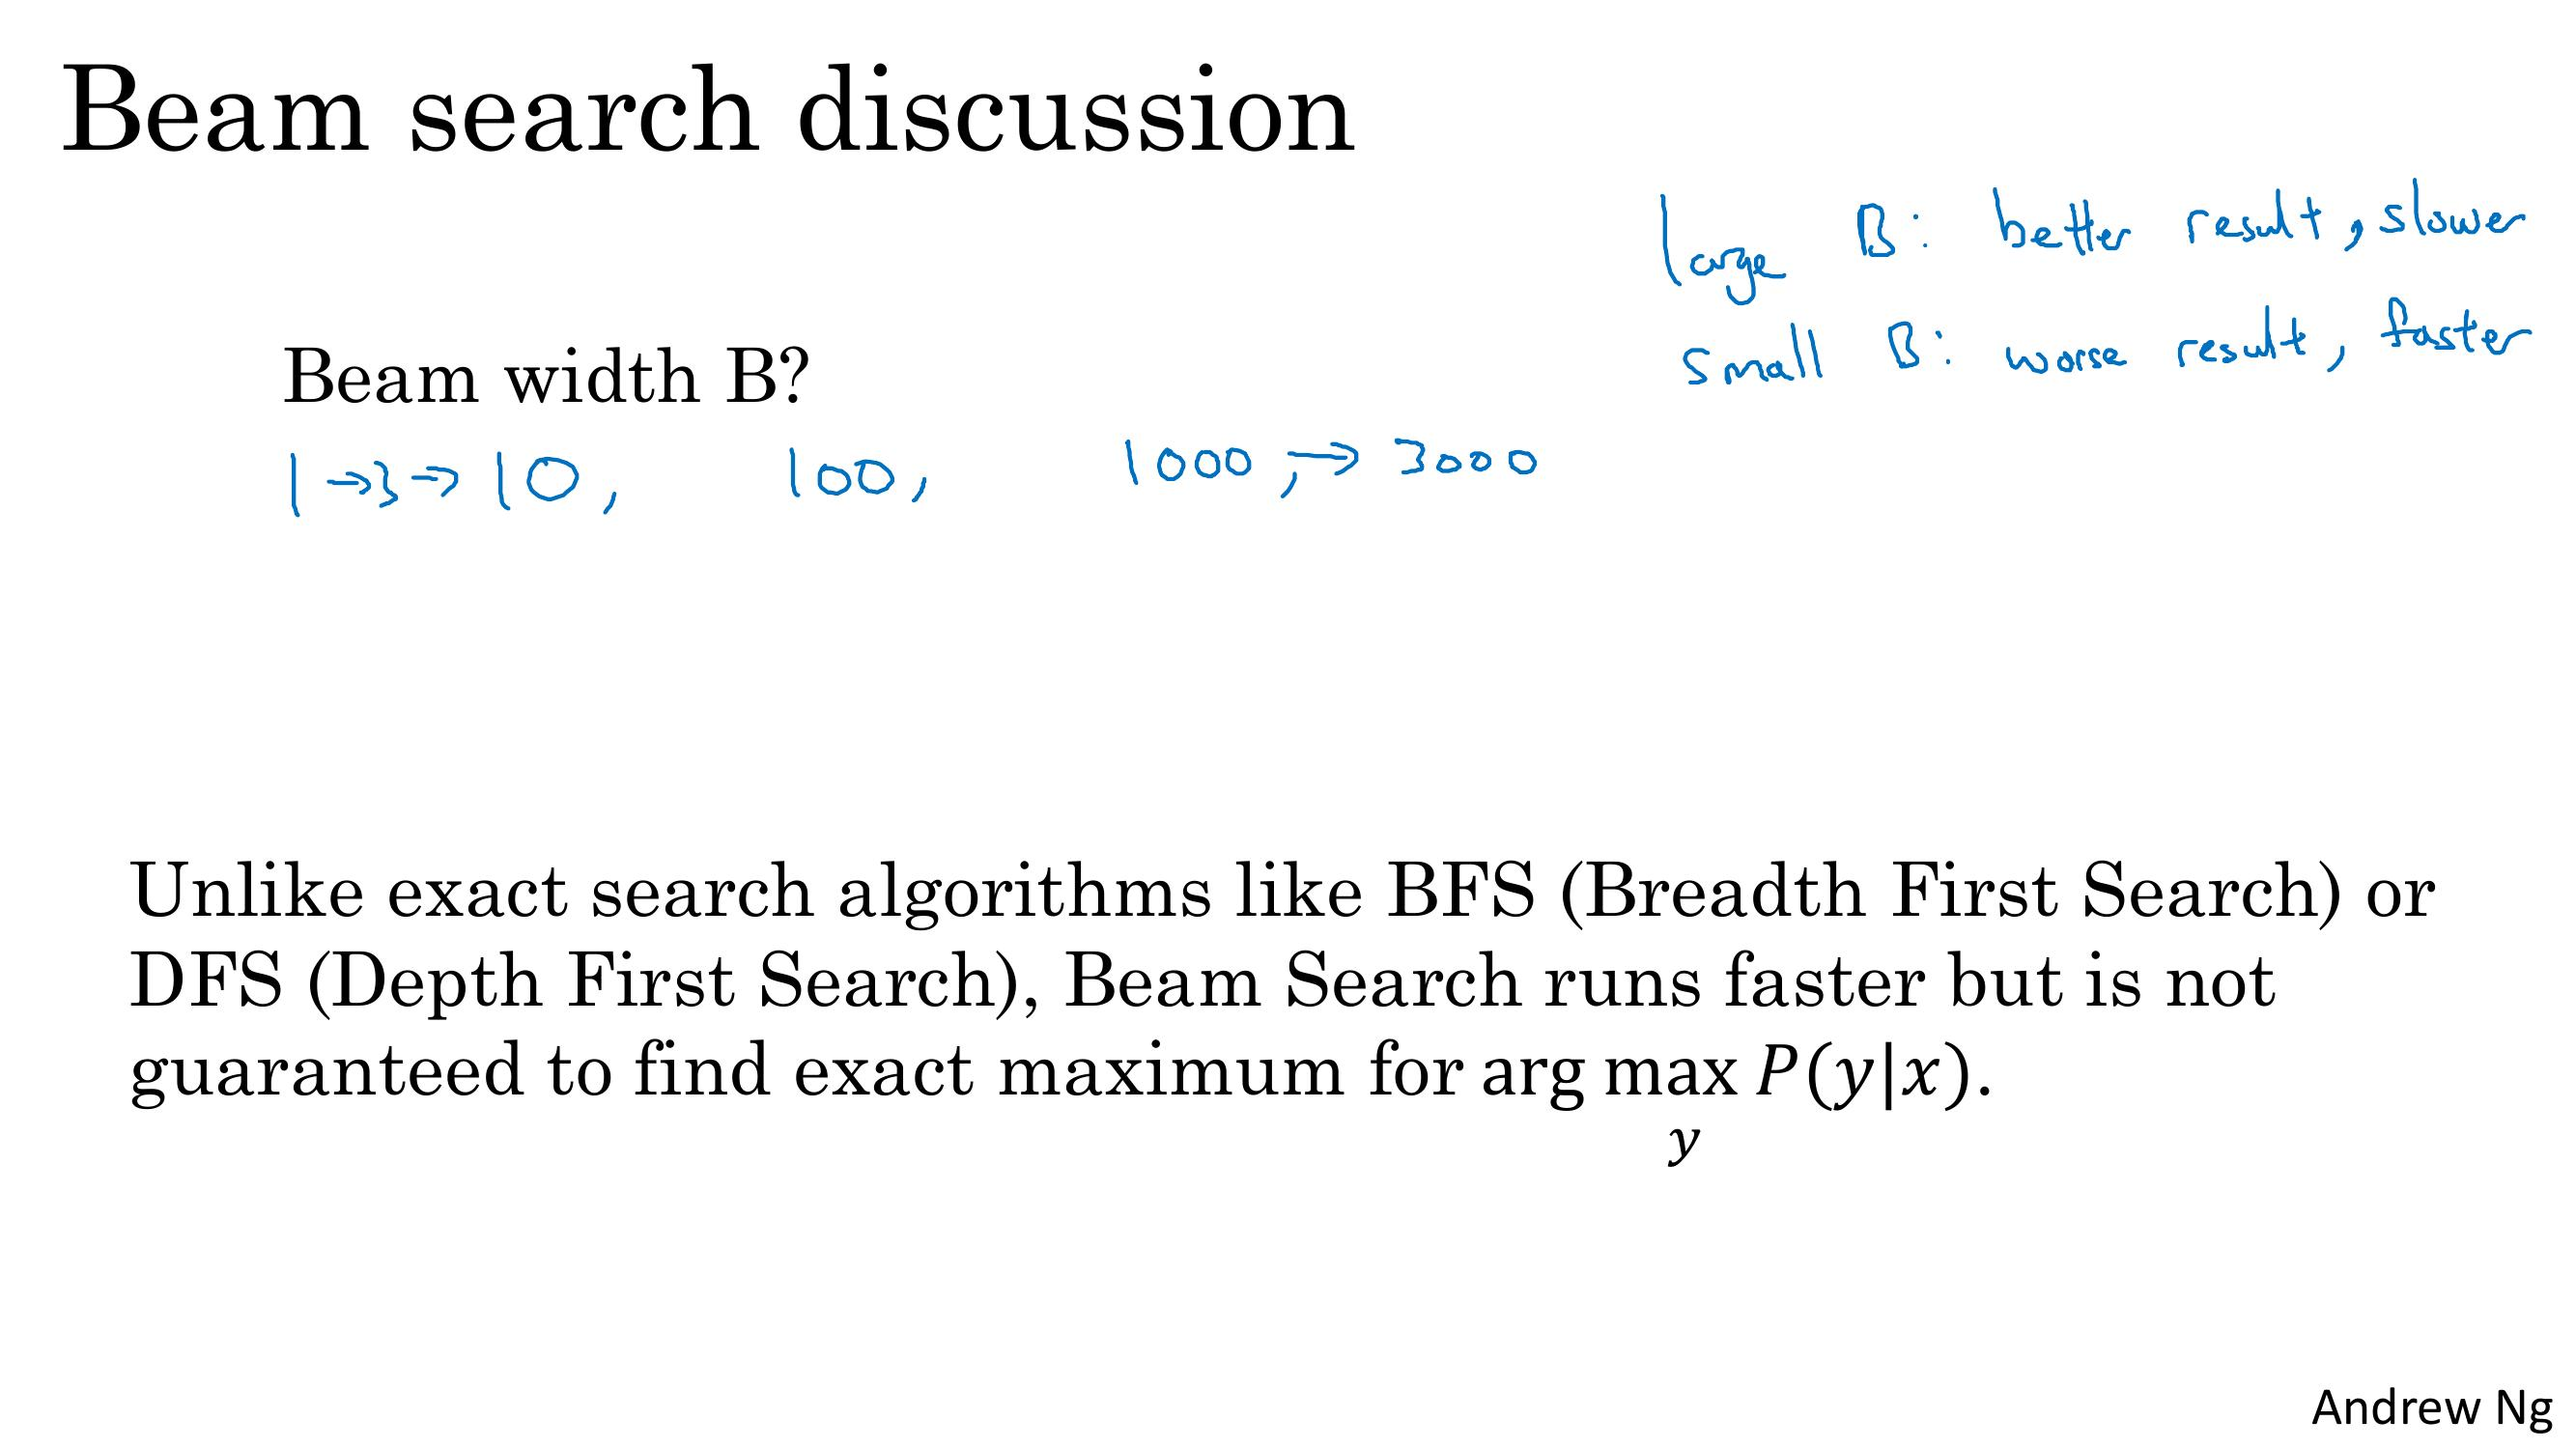 Beam search discussion
large B: better result, slower
small B: worse result, faster
Beam width B?
1 → 3 → 10, 100, 1000, → 3000
Unlike exact search algorithms like BFS (Breadth First Search) or
DFS (Depth First Search), Beam Search runs faster but is not
guaranteed to find exact maximum for arg max P(y|x).
y
Andrew Ng